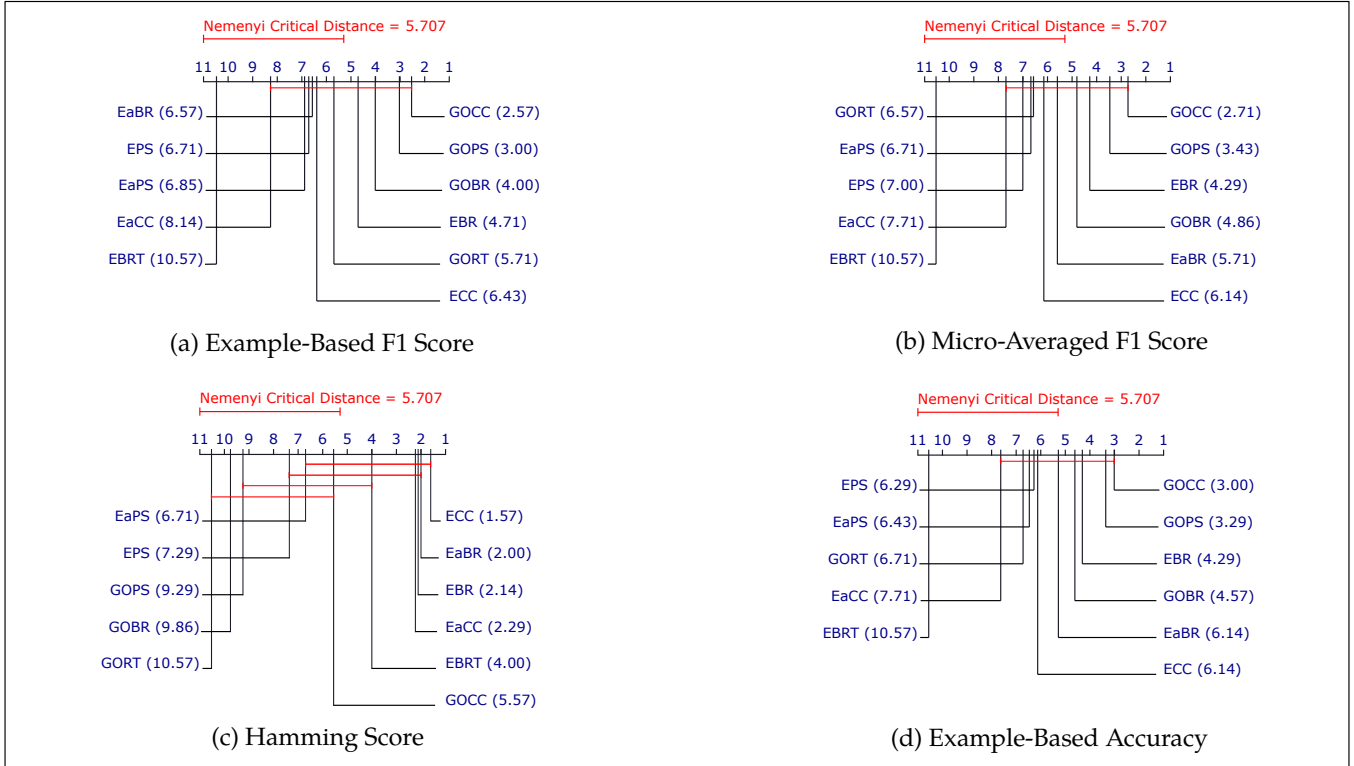 Nemenyi Critical Distance = 5.707
11 10 9 8 7 6 5 4 3 2 1
EaBR (6.57) GOCC (2.57)
EPS (6.71) GOPS (3.00)
EaPS (6.85) GOBR (4.00)
EaCC (8.14) EBR (4.71)
EBRT (10.57) GORT (5.71)
ECC (6.43)
(a) Example-Based F1 Score
Nemenyi Critical Distance = 5.707
11 10 9 8 7 6 5 4 3 2 1
GORT (6.57) GOCC (2.71)
EaPS (6.71) GOPS (3.43)
EPS (7.00) EBR (4.29)
EaCC (7.71) GOBR (4.86)
EBRT (10.57) EaBR (5.71)
ECC (6.14)
(b) Micro-Averaged F1 Score
Nemenyi Critical Distance = 5.707
11 10 9 8 7 6 5 4 3 2 1
EaPS (6.71) ECC (1.57)
EPS (7.29) EaBR (2.00)
GOPS (9.29) EBR (2.14)
GOBR (9.86) EaCC (2.29)
GORT (10.57) EBRT (4.00)
GOCC (5.57)
(c) Hamming Score
Nemenyi Critical Distance = 5.707
11 10 9 8 7 6 5 4 3 2 1
EPS (6.29) GOCC (3.00)
EaPS (6.43) GOPS (3.29)
GORT (6.71) EBR (4.29)
EaCC (7.71) GOBR (4.57)
EBRT (10.57) EaBR (6.14)
ECC (6.14)
(d) Example-Based Accuracy